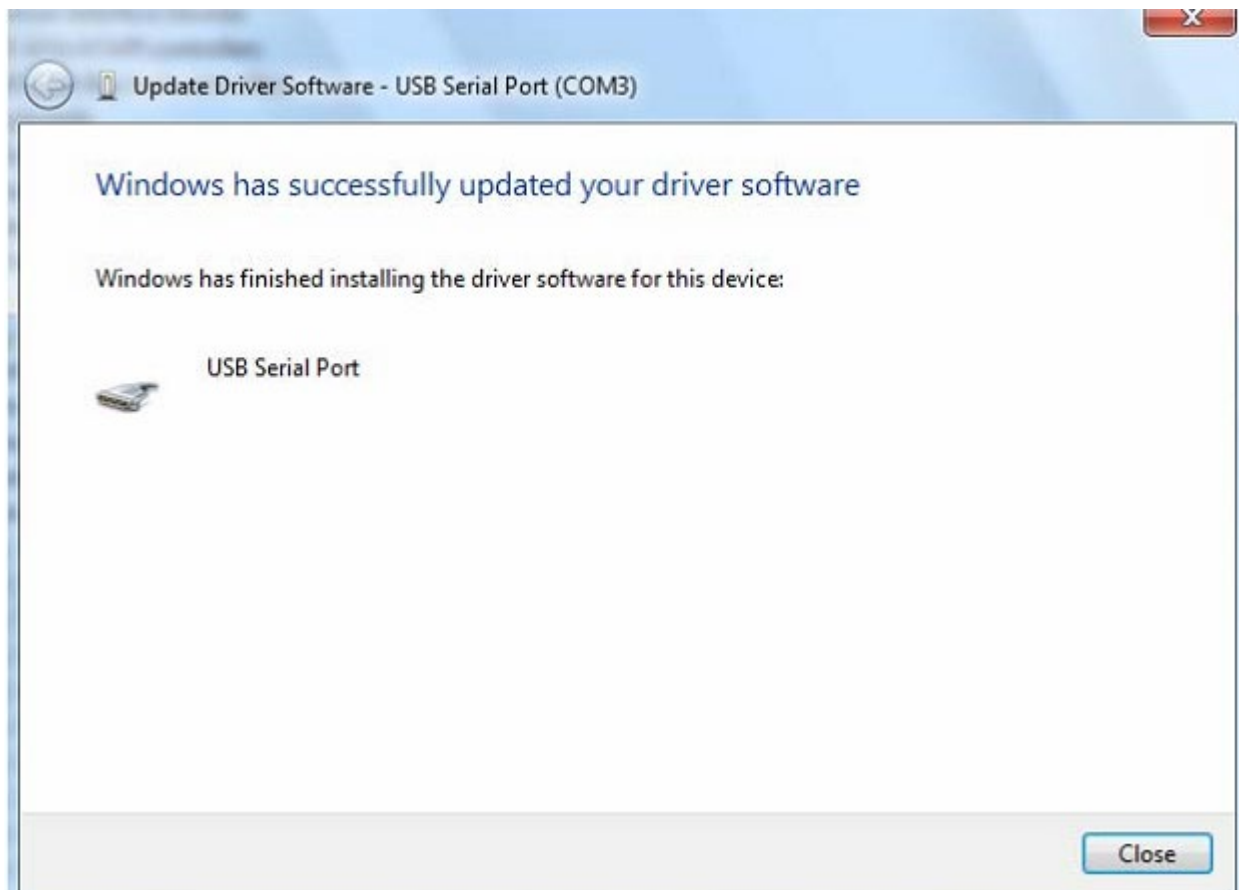 Update Driver Software - USB Serial Port (COM3)
Windows has successfully updated your driver software
Windows has finished installing the driver software for this device:
USB Serial Port
Close